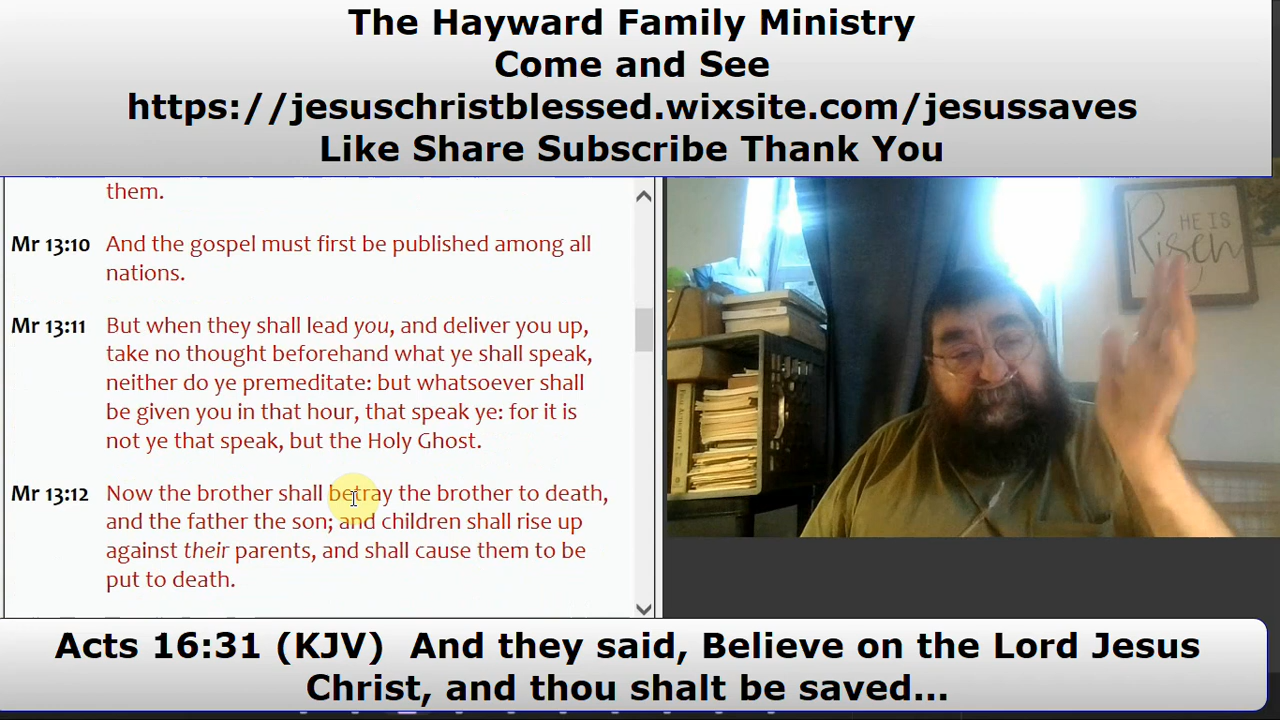 The Hayward Family Ministry
Come and See
https://jesuschristblessed.wixsite.com/jesussaves
Like Share Subscribe Thank You
them.
Mr 13:10 And the gospel must first be published among all
nations.
Mr 13:11 But when they shall lead you, and deliver you up,
take no thought beforehand what ye shall speak,
neither do ye premeditate: but whatsoever shall
be given you in that hour, that speak ye: for it is
not ye that speak, but the Holy Ghost.
Mr 13:12 Now the brother shall betray the brother to death,
and the father the son; and children shall rise up
against their parents, and shall cause them to be
put to death.
HE IS
Risen
Acts 16:31 (KJV) And they said, Believe on the Lord Jesus
Christ, and thou shalt be saved...